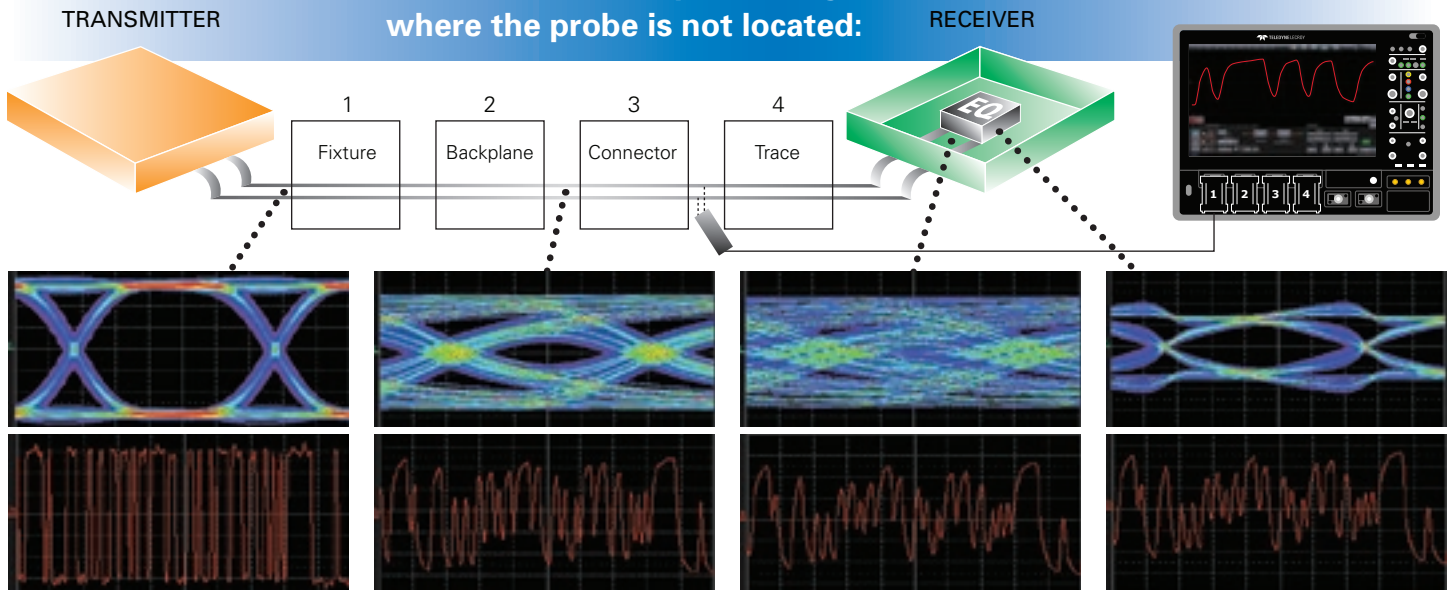 TRANSMITTER
where the probe is not located:
RECEIVER
TELEDYNE LECROY
1
2
3
4
Fixture
Backplane
Connector
Trace
EQ
1 2 3 4